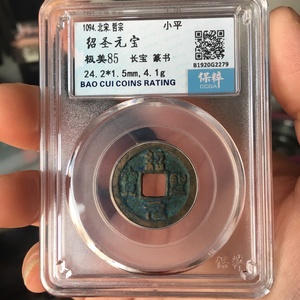 1094. 北宋. 哲宗
小平
绍圣元宝
极美85 长宝 篆书
24.2*1.5mm, 4.1g
BAO CUI COINS RATING
B1920G2279
保粹